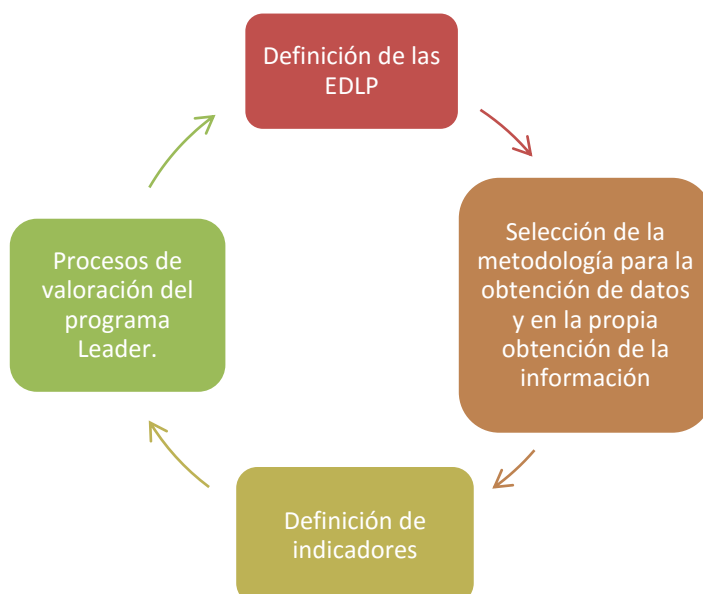 Definición de las
EDLP
Selección de la
metodología para la
obtención de datos
y en la propia
obtención de la
información
Definición de
indicadores
Procesos de
valoración del
programa
Leader.